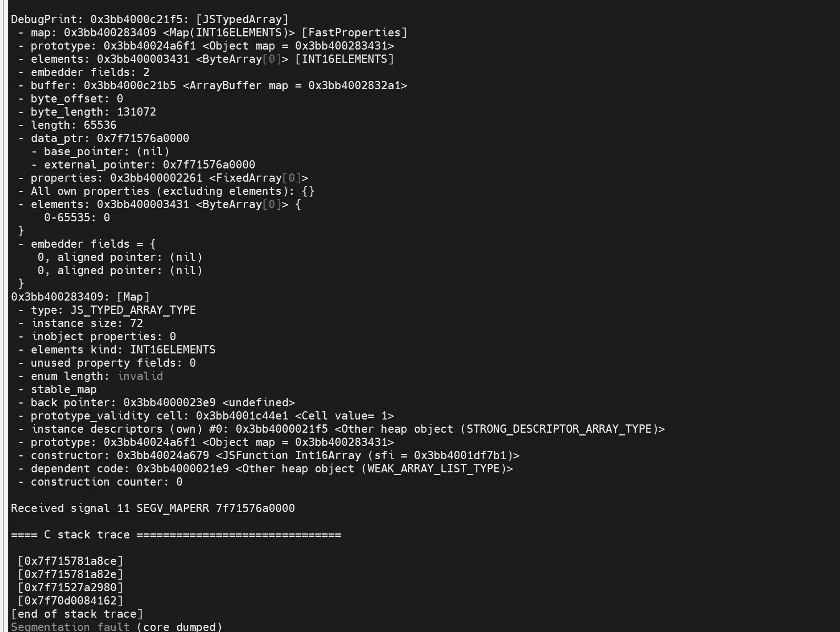 DebugPrint: 0x3bb4000c21f5: [JSTypedArray]
- map: 0x3bb400283409 <Map(INT16ELEMENTS)> [FastProperties]
- prototype: 0x3bb40024a6f1 <Object map = 0x3bb400283431>
- elements: 0x3bb400003431 <ByteArray[0]> [INT16ELEMENTS]
- embedder fields: 2
- buffer: 0x3bb4000c21b5 <ArrayBuffer map = 0x3bb4002832a1>
- byte_offset: 0
- byte_length: 131072
- length: 65536
- data_ptr: 0x7f71576a0000
- base_pointer: (nil)
- external_pointer: 0x7f71576a0000
- properties: 0x3bb400002261 <FixedArray[0]>
- All own properties (excluding elements): {}
- elements: 0x3bb400003431 <ByteArray[0]> {
0-65535: 0
}
- embedder fields = {
0, aligned pointer: (nil)
0, aligned pointer: (nil)
}
0x3bb400283409: [Map]
- type: JS_TYPED_ARRAY_TYPE
- instance size: 72
- inobject properties: 0
- elements kind: INT16ELEMENTS
- unused property fields: 0
- enum length: invalid
- stable_map
- back pointer: 0x3bb4000023e9 <undefined>
- prototype_validity cell: 0x3bb4001c44e1 <Cell value= 1>
- instance descriptors (own) #0: 0x3bb4000021f5 <Other heap object (STRONG_DESCRIPTOR_ARRAY_TYPE)>
- prototype: 0x3bb40024a6f1 <Object map = 0x3bb400283431>
- constructor: 0x3bb40024a679 <JSFunction Int16Array (sfi = 0x3bb4001df7b1)>
- dependent code: 0x3bb4000021e9 <Other heap object (WEAK_ARRAY_LIST_TYPE)>
- construction counter: 0
Received signal 11 SEGV_MAPERR 7f71576a0000
==== C stack trace ===============================
[0x7f715781a8ce]
[0x7f715781a82e]
[0x7f71527a2980]
[0x7f70d0084162]
[end of stack trace]
Segmentation fault (core dumped)